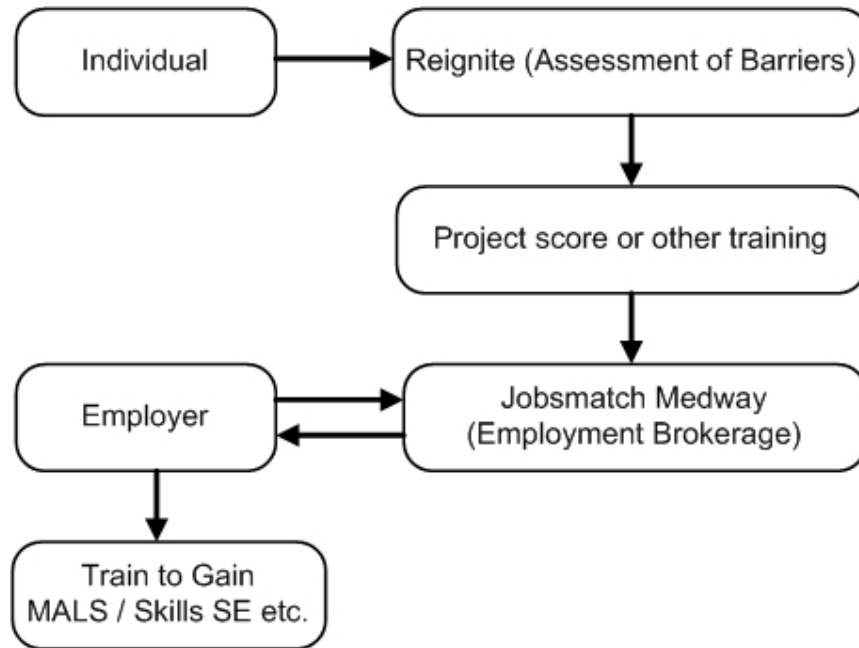 Individual
Reignite (Assessment of Barriers)
Project score or other training
Employer
Jobsmatch Medway
(Employment Brokerage)
Train to Gain
MALS / Skills SE etc.